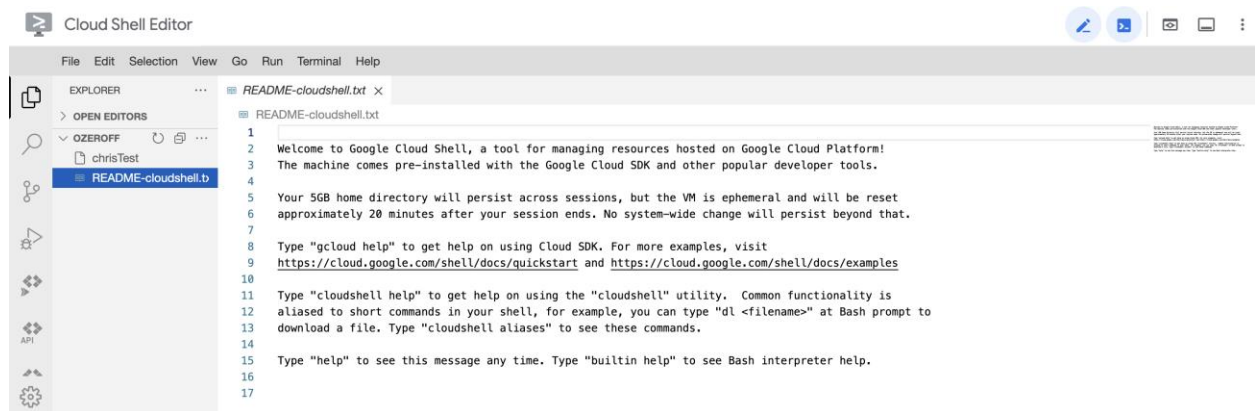 Cloud Shell Editor
File Edit Selection View Go Run Terminal Help
EXPLORER
README-cloudshell.txt
OPEN EDITORS
README-cloudshell.txt
OZEROFF
chrisTest
README-cloudshell.t
API
1
2 Welcome to Google Cloud Shell, a tool for managing resources hosted on Google Cloud Platform!
3 The machine comes pre-installed with the Google Cloud SDK and other popular developer tools.
4
5 Your 5GB home directory will persist across sessions, but the VM is ephemeral and will be reset
6 approximately 20 minutes after your session ends. No system-wide change will persist beyond that.
7
8 Type "gcloud help" to get help on using Cloud SDK. For more examples, visit
9 https://cloud.google.com/shell/docs/quickstart and https://cloud.google.com/shell/docs/examples
10
11 Type "cloudshell help" to get help on using the "cloudshell" utility.  Common functionality is
12 aliased to short commands in your shell, for example, you can type "dl <filename>" at Bash prompt to
13 download a file. Type "cloudshell aliases" to see these commands.
14
15 Type "help" to see this message any time. Type "builtin help" to see Bash interpreter help.
16
17